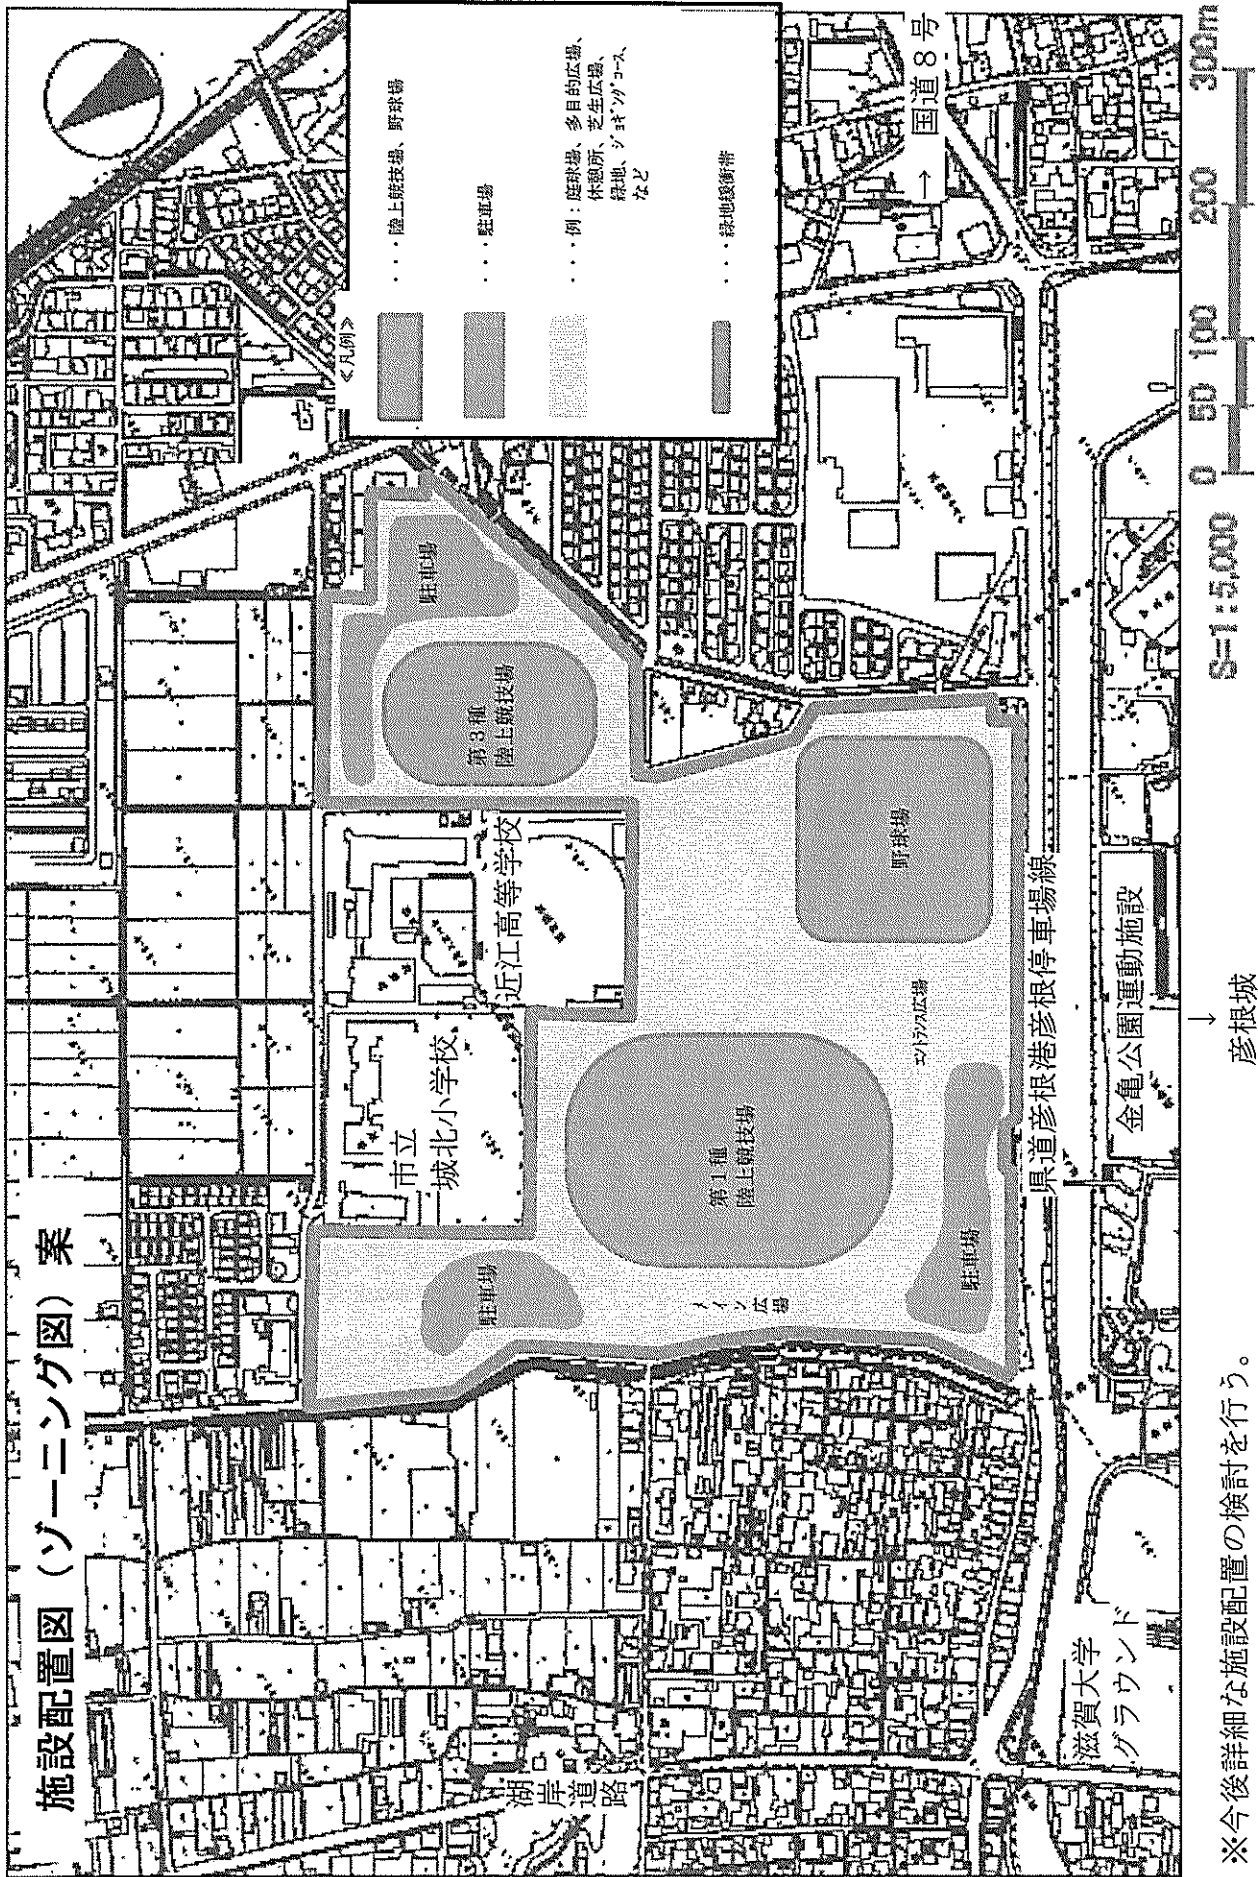 施設配置図（ゾーニング図）案
≪凡例≫
・・陸上競技場、野球場
・・駐車場
・・例：庭球場、多目的広場、
休憩所、芝生広場、
緑地、ジョギングコース、
など
・・緑地緩衝帯
市立
城北小学校
近江高等学校
第3種
陸上競技場
駐車場
駐車場
メイン
広場
第1種
陸上競技場
エントランス広場
野球場
駐車場
湖岸道路
県道彦根港彦根停車場線
→ 国道8号
滋賀大学
グラウンド
金亀公園運動施設
→
彦根城
※今後詳細な施設配置の検討を行う。
S=1:5,000
0 50 100 200 300m